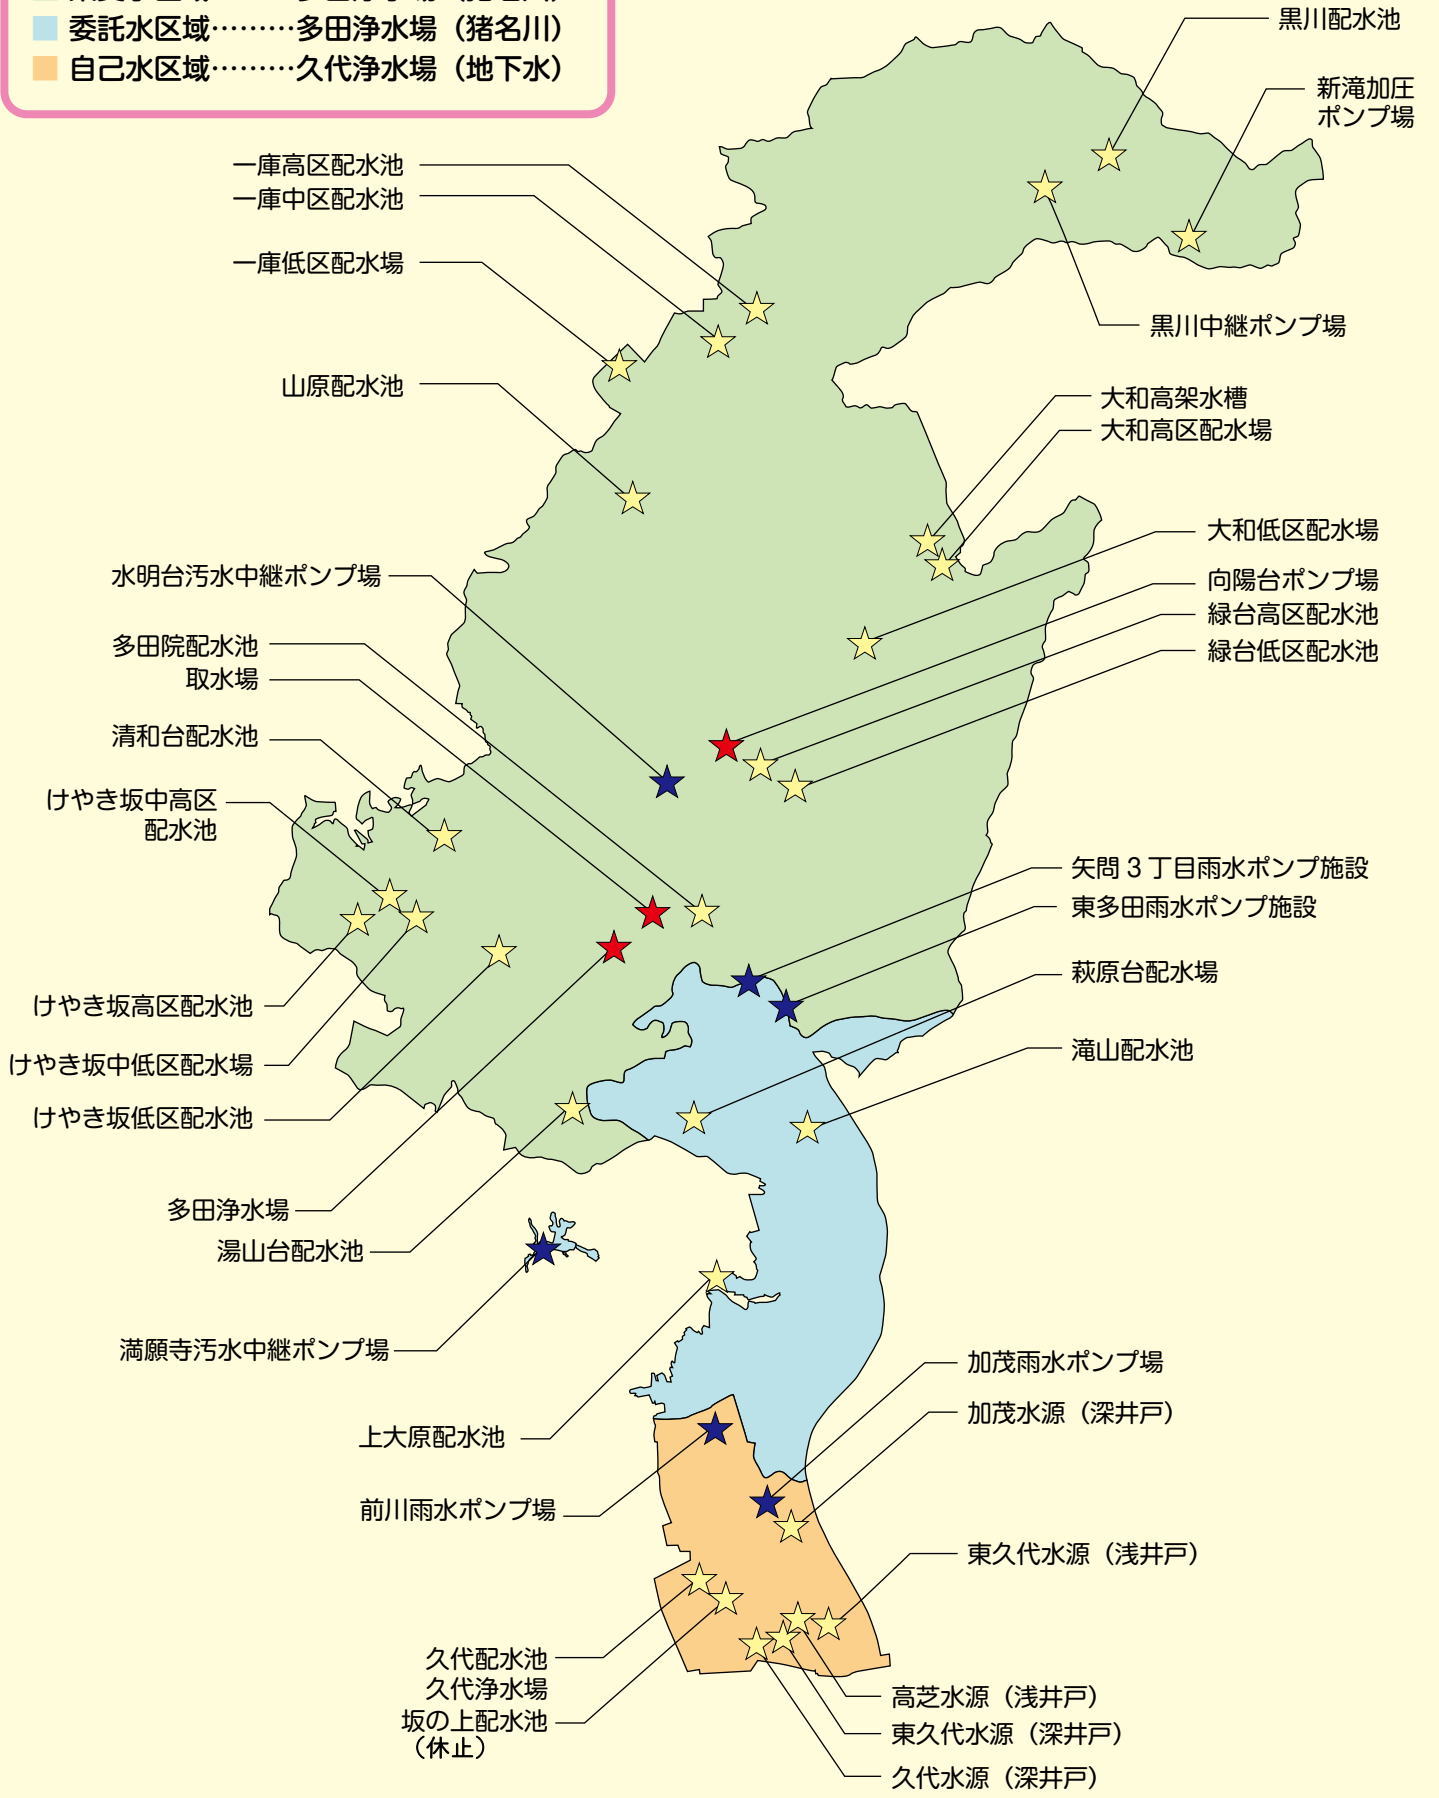 委託水区域………多田浄水場（猪名川）
自己水区域………久代浄水場（地下水）
黒川配水池
新滝加圧
ポンプ場
一庫高区配水池
一庫中区配水池
一庫低区配水場
黒川中継ポンプ場
山原配水池
大和高架水槽
大和高区配水場
大和低区配水場
水明台汚水中継ポンプ場
向陽台ポンプ場
緑台高区配水池
多田院配水池
緑台低区配水池
取水場
清和台配水池
けやき坂中高区
配水池
矢問３丁目雨水ポンプ施設
東多田雨水ポンプ施設
萩原台配水場
けやき坂高区配水池
滝山配水池
けやき坂中低区配水場
けやき坂低区配水池
多田浄水場
湯山台配水池
満願寺汚水中継ポンプ場
加茂雨水ポンプ場
加茂水源（深井戸）
上大原配水池
前川雨水ポンプ場
東久代水源（浅井戸）
久代配水池
久代浄水場
高芝水源（浅井戸）
坂の上配水池
（休止）
東久代水源（深井戸）
久代水源（深井戸）